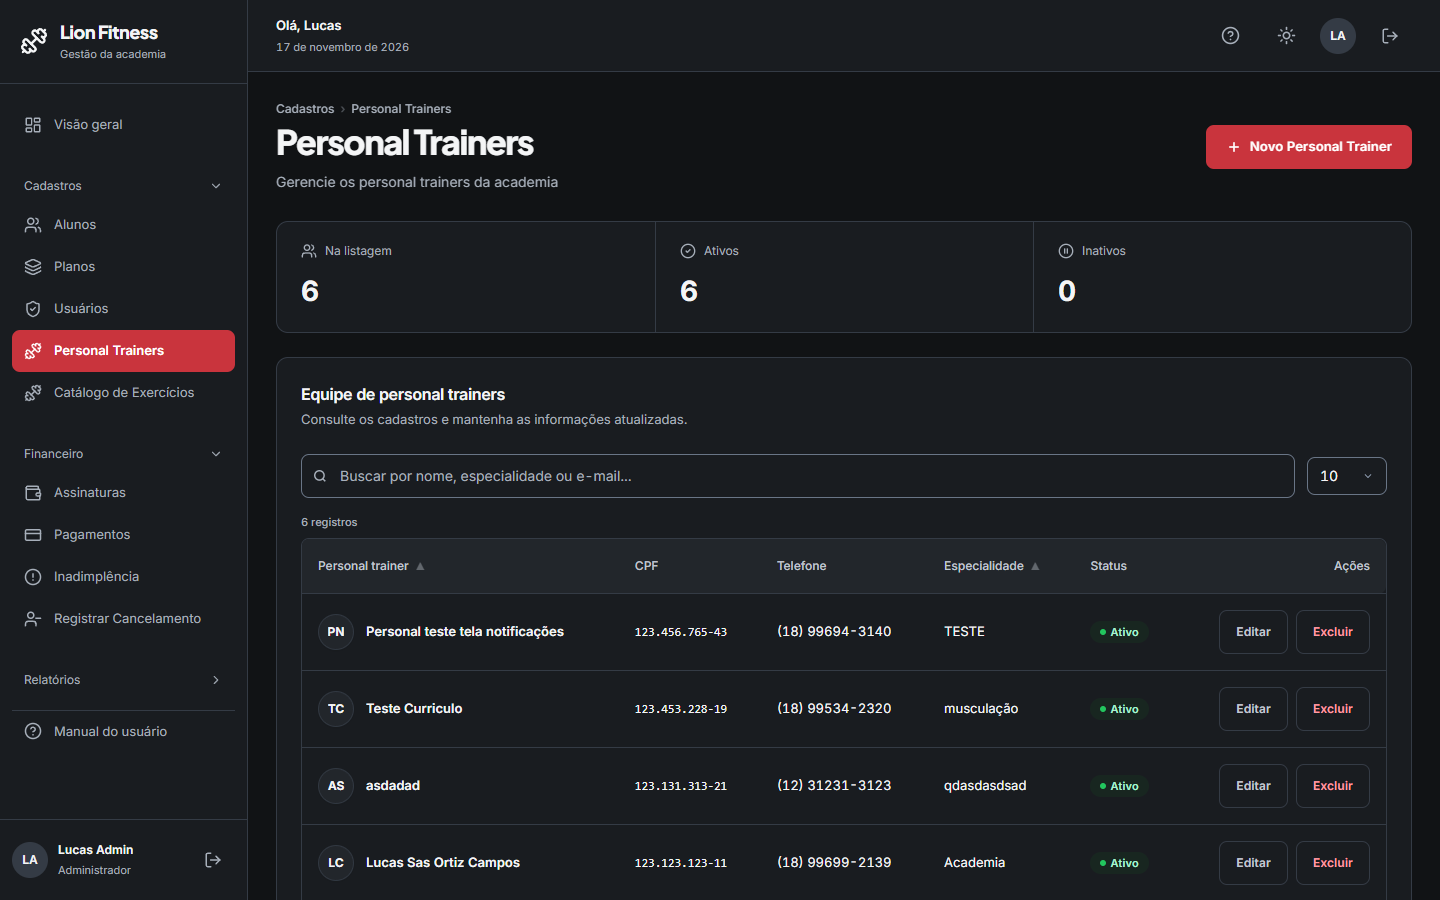 Lion Fitness
Gestão da academia
Visão geral
Cadastros
Alunos
Planos
Usuários
Personal Trainers
Catálogo de Exercícios
Financeiro
Assinaturas
Pagamentos
Inadimplência
Registrar Cancelamento
Relatórios
Manual do usuário
LA
Lucas Admin
Administrador
Olá, Lucas
17 de novembro de 2026
LA
Cadastros › Personal Trainers
Personal Trainers
Gerencie os personal trainers da academia
+ Novo Personal Trainer
Na listagem
6
Ativos
6
Inativos
0
Equipe de personal trainers
Consulte os cadastros e mantenha as informações atualizadas.
Buscar por nome, especialidade ou e-mail...
10
6 registros
Personal trainer ▲ CPF Telefone Especialidade ▲ Status Ações
PN Personal teste tela notificações 123.456.765-43 (18) 99694-3140 TESTE Ativo Editar Excluir
TC Teste Curriculo 123.453.228-19 (18) 99534-2320 musculação Ativo Editar Excluir
AS asdadad 123.131.313-21 (12) 31231-3123 qdasdasdsad Ativo Editar Excluir
LC Lucas Sas Ortiz Campos 123.123.123-11 (18) 99699-2139 Academia Ativo Editar Excluir